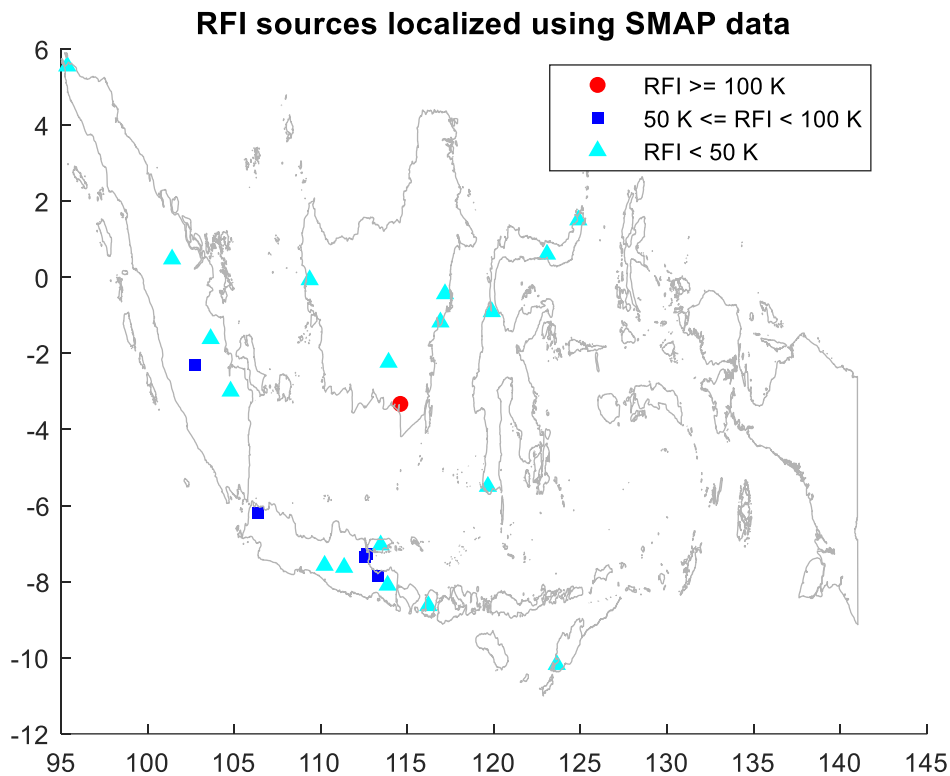 RFI sources localized using SMAP data
RFI >= 100 K
50 K <= RFI < 100 K
RFI < 50 K
6
4
2
0
-2
-4
-6
-8
-10
-12
95 100 105 110 115 120 125 130 135 140 145